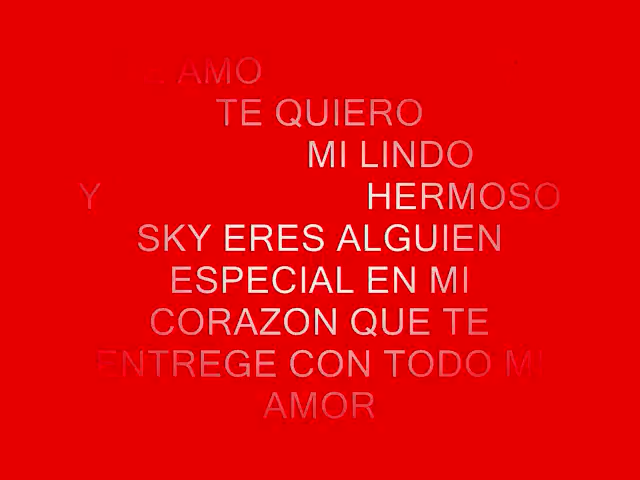 TE AMO
TE QUIERO
MI LINDO
Y HERMOSO
SKY ERES ALGUIEN
ESPECIAL EN MI
CORAZON QUE TE
ENTREGE CON TODO MI
AMOR